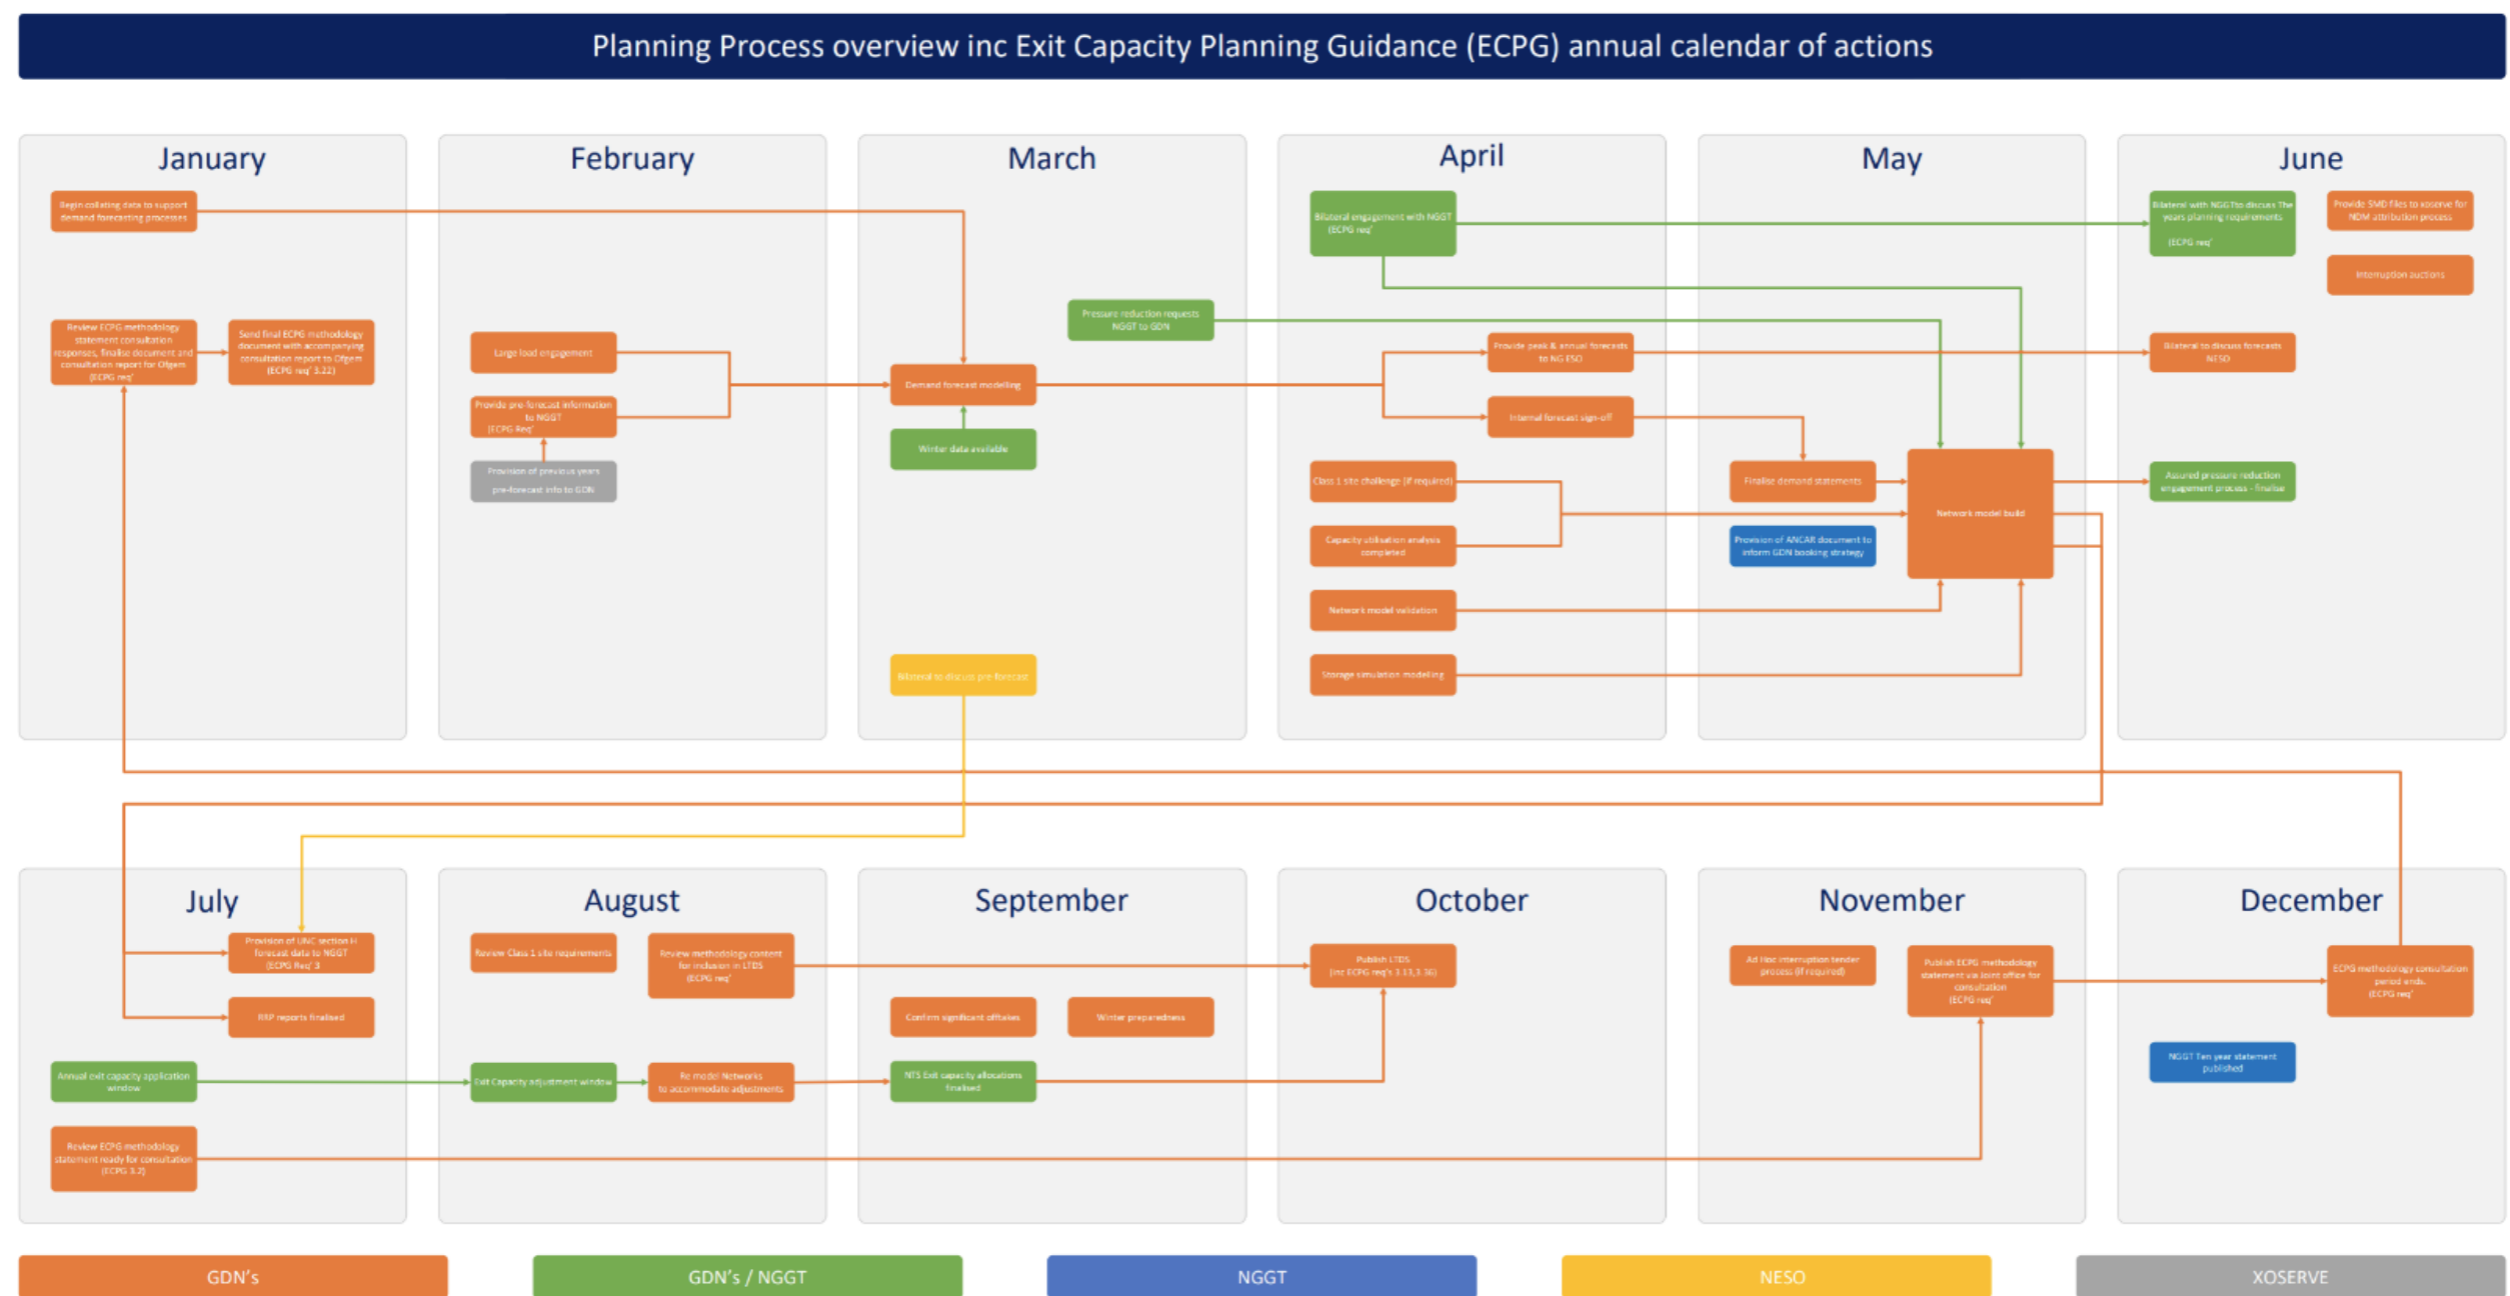 Planning Process overview inc Exit Capacity Planning Guidance (ECPG) annual calendar of actions
January
Begin collating data to support
demand forecasting processes
Review ECPG methodology
statement consultation
responses, finalise document and
consultation report for Ofgem
(ECPG req'
Send final ECPG methodology
document with accompanying
consultation report to Ofgem
(ECPG req' 3.22)
February
Large load engagement
Provide pre-forecast information
to NGGT
(ECPG Req'
Provision of previous years
pre-forecast info to GDN
March
Pressure reduction requests
NGGT to GDN
Demand forecast modelling
Winter data available
Bilateral to discuss pre-forecast
April
Bilateral engagement with NGGT
(ECPG req'
Provide peak & annual forecasts
to NG ESO
Internal forecast sign-off
Class 1 site challenge (if required)
Capacity utilisation analysis
completed
Network model validation
Storage simulation modelling
May
Finalise demand statements
Provision of ANCAR document to
inform GDN booking strategy
Network model build
June
Bilateral with NGGTto discuss The
years planning requirements
(ECPG req'
Provide SMD files to xoserve for
NDM attribution process
Interruption auctions
Bilateral to discuss forecasts
NESO
Assured pressure reduction
engagement process - finalise
July
Provision of UNC section H
forecast data to NGGT
(ECPG Req' 3
RRP reports finalised
Annual exit capacity application
window
Review ECPG methodology
statement ready for consultation
(ECPG 3.2)
August
Review Class 1 site requirements
Review methodology content
for inclusion in LTDS
(ECPG req'
Exit Capacity adjustment window
Re model Networks
to accommodate adjustments
September
Confirm significant offtakes
Winter preparedness
NTS Exit capacity allocations
finalised
October
Publish LTDS
(inc ECPG req's 3.13,3.16)
November
Ad Hoc interruption tender
process (if required)
Publish ECPG methodology
statement via Joint office for
consultation
(ECPG req'
December
ECPG methodology consultation
period ends.
(ECPG req'
NGGT Ten year statement
published
GDN's
GDN's / NGGT
NGGT
NESO
XOSERVE